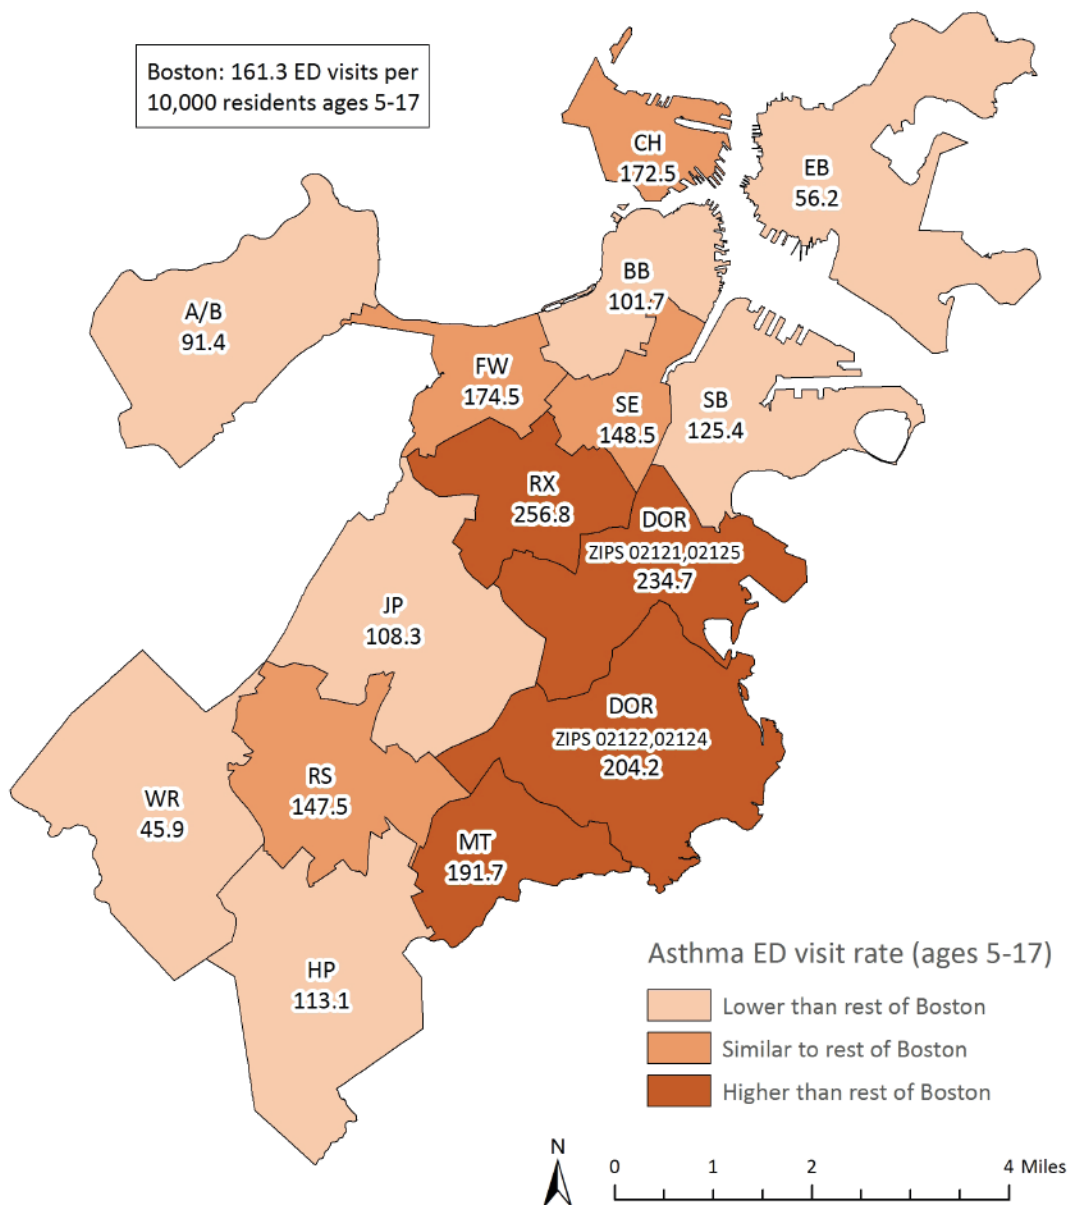 Boston: 161.3 ED visits per
10,000 residents ages 5-17
CH
172.5
EB
56.2
BB
101.7
A/B
91.4
FW
174.5
SE
148.5
SB
125.4
RX
256.8
DOR
ZIPS 02121,02125
234.7
JP
108.3
DOR
ZIPS 02122,02124
204.2
RS
147.5
WR
45.9
MT
191.7
HP
113.1
Asthma ED visit rate (ages 5-17)
Lower than rest of Boston
Similar to rest of Boston
Higher than rest of Boston
N
0 1 2 4 Miles